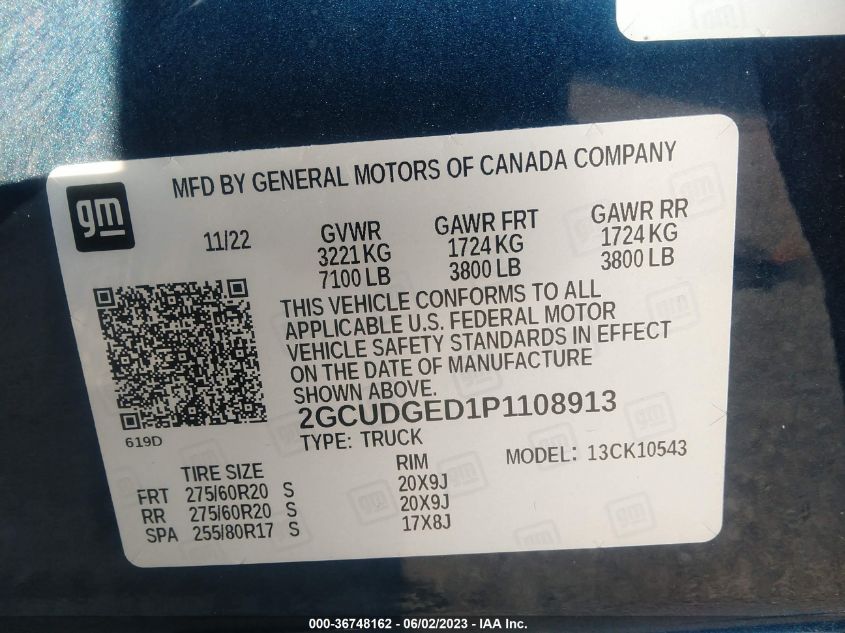 gm
MFD BY GENERAL MOTORS OF CANADA COMPANY
11/22
GVWR
3221 KG
7100 LB
GAWR FRT
1724 KG
3800 LB
GAWR RR
1724 KG
3800 LB
THIS VEHICLE CONFORMS TO ALL
APPLICABLE U.S. FEDERAL MOTOR
VEHICLE SAFETY STANDARDS IN EFFECT
ON THE DATE OF MANUFACTURE
SHOWN ABOVE.
2GCUDGED1P1108913
619D
TYPE: TRUCK
MODEL: 13CK10543
TIRE SIZE RIM
FRT 275/60R20 S 20X9J
RR 275/60R20 S 20X9J
SPA 255/80R17 S 17X8J
000-36748162 - 06/02/2023 - IAA Inc.